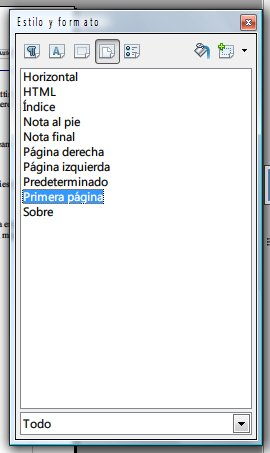 Estilo y formato
Horizontal
HTML
Índice
Nota al pie
Nota final
Página derecha
Página izquierda
Predeterminado
Primera página
Sobre
Todo